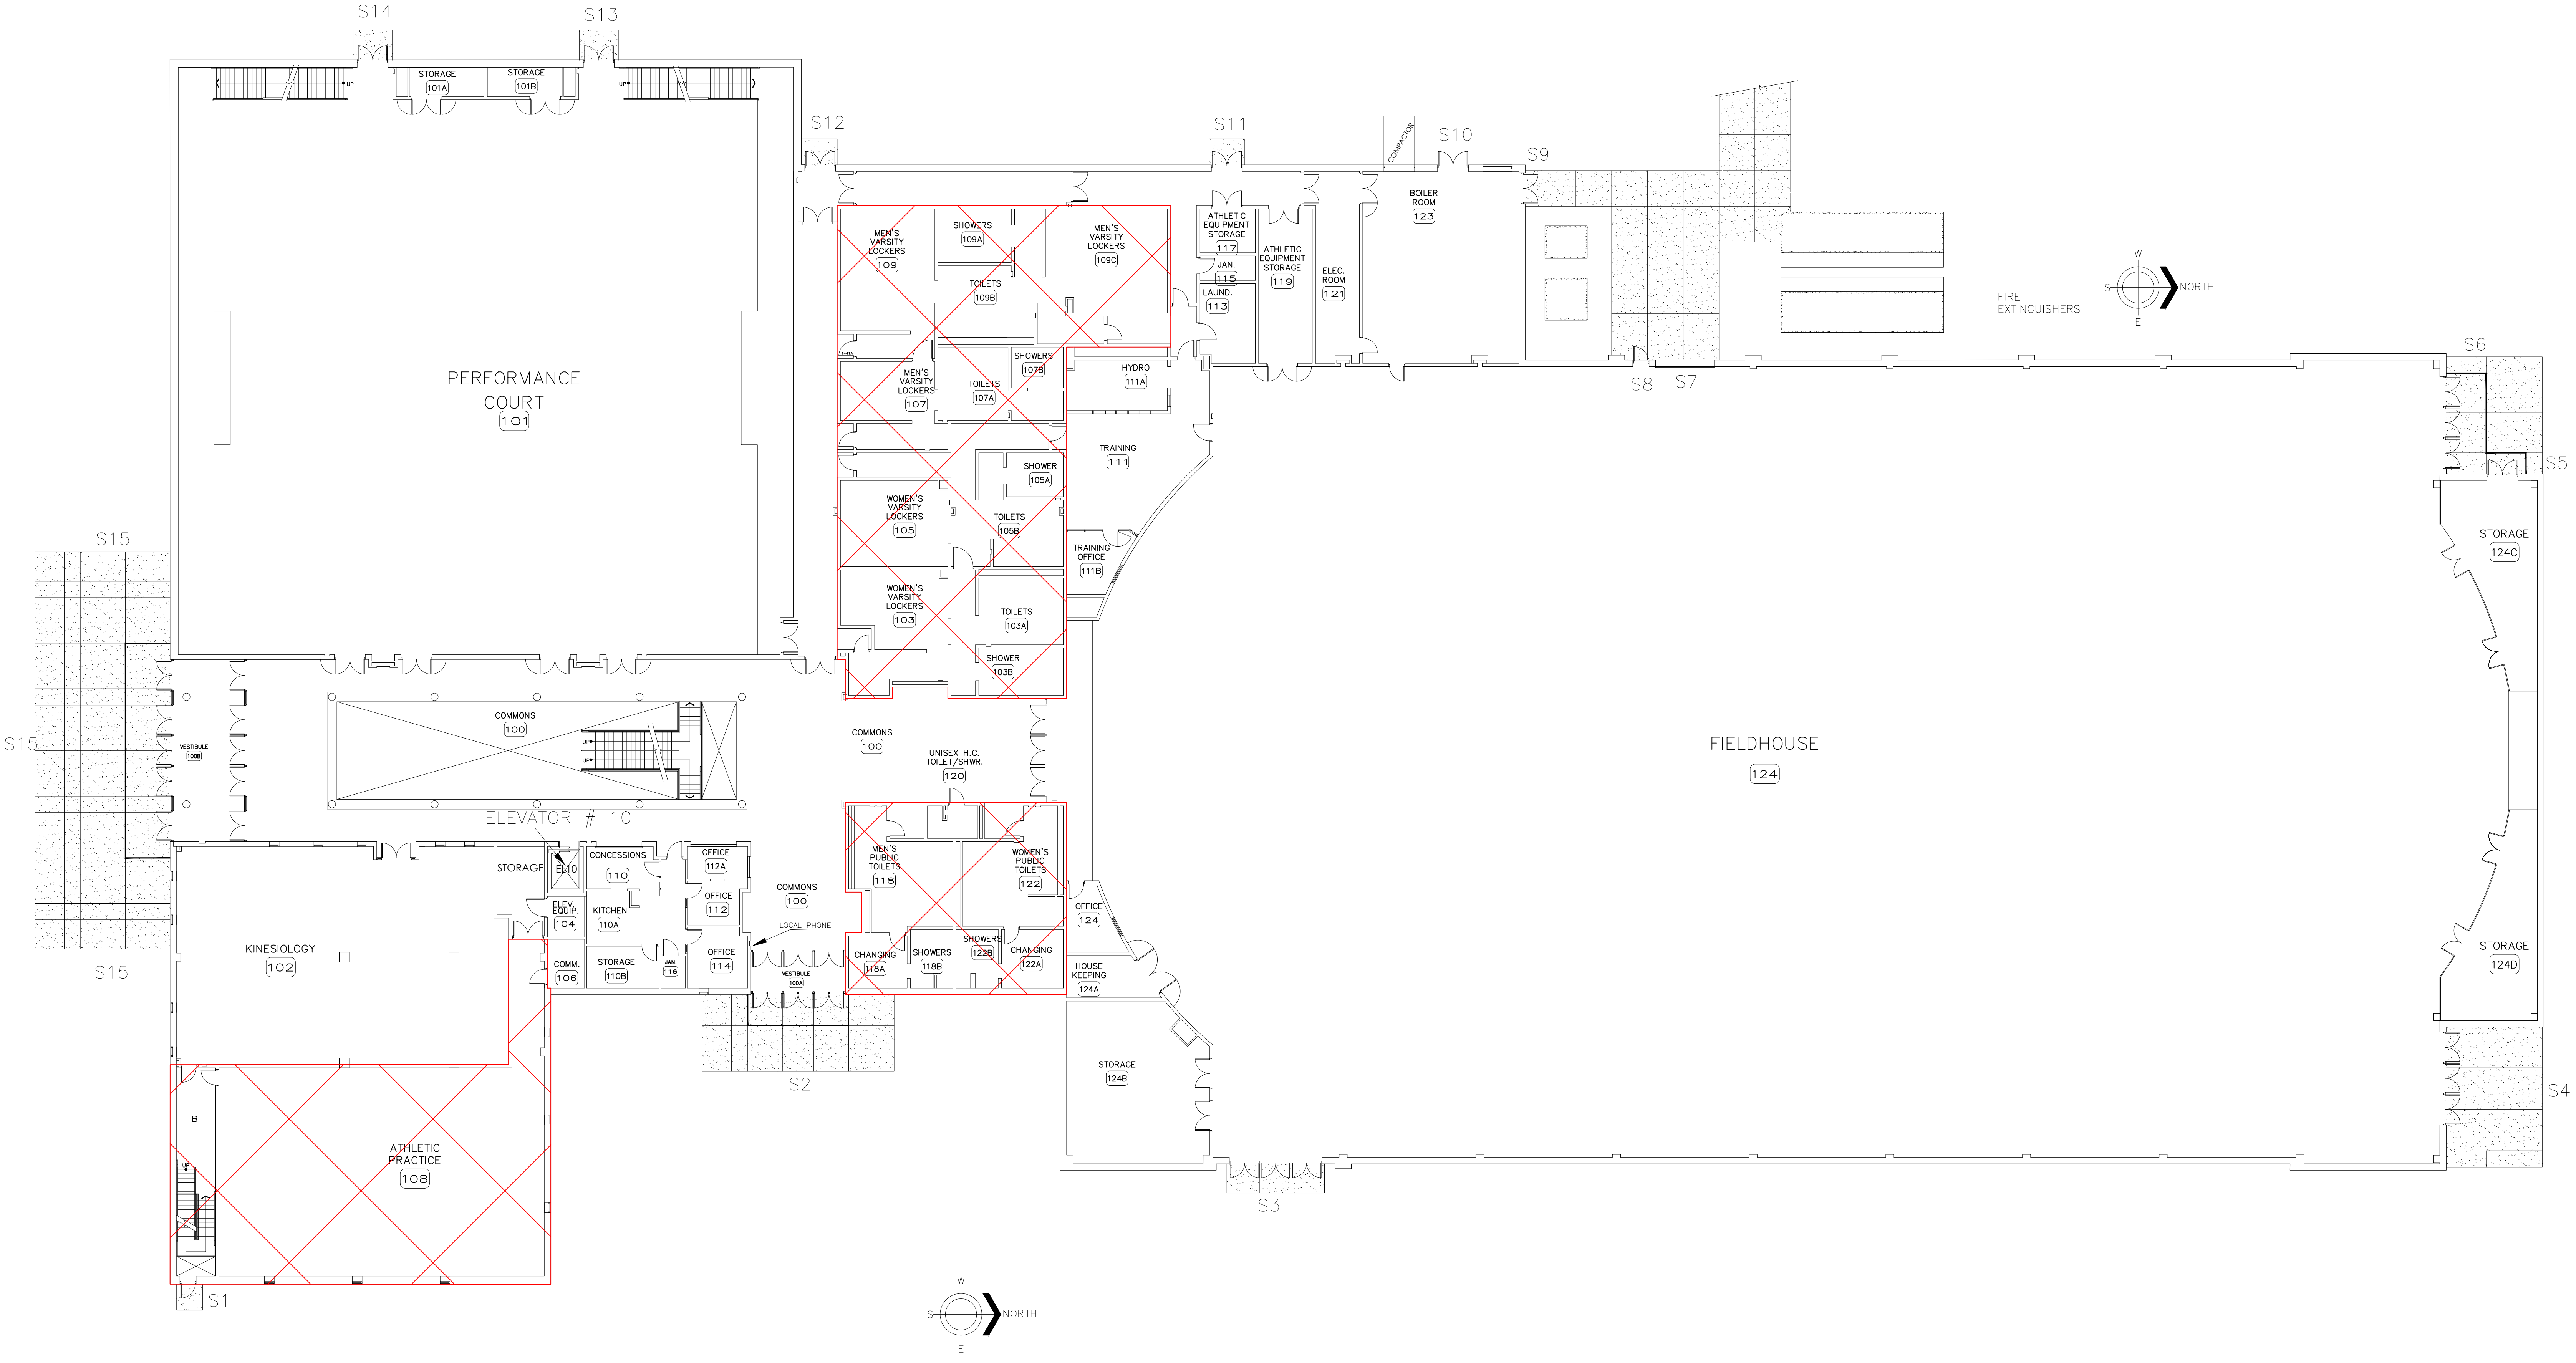 S14
S13
STORAGE
101A
STORAGE
101B
UP
UP
S12
S11
COMPACTOR
S10
S9
PERFORMANCE
COURT
101
MEN'S
VARSITY
LOCKERS
109
SHOWERS
109A
TOILETS
109B
MEN'S
VARSITY
LOCKERS
109C
ATHLETIC
EQUIPMENT
STORAGE
117
JAN.
115
LAUND.
113
ATHLETIC
EQUIPMENT
STORAGE
119
ELEC.
ROOM
121
BOILER
ROOM
123
FIRE
EXTINGUISHERS
W
S
NORTH
E
S8
S7
S6
S5
MEN'S
VARSITY
LOCKERS
107
TOILETS
107A
SHOWERS
107B
HYDRO
111A
TRAINING
111
SHOWER
105A
WOMEN'S
VARSITY
LOCKERS
105
TOILETS
105B
TRAINING
OFFICE
111B
WOMEN'S
VARSITY
LOCKERS
103
TOILETS
103A
SHOWER
103B
STORAGE
124C
S15
S15
VESTIBULE
100B
COMMONS
100
UP
UP
COMMONS
100
UNISEX H.C.
TOILET/SHWR.
120
FIELDHOUSE
124
ELEVATOR # 10
STORAGE
EL10
CONCESSIONS
110
OFFICE
112A
OFFICE
112
ELEV.
EQUIP.
104
KITCHEN
110A
COMMONS
100
LOCAL PHONE
MEN'S
PUBLIC
TOILETS
118
WOMEN'S
PUBLIC
TOILETS
122
OFFICE
124
KINESIOLOGY
102
COMM.
106
STORAGE
110B
JAN.
116
OFFICE
114
VESTIBULE
100A
CHANGING
118A
SHOWERS
118B
SHOWERS
122B
CHANGING
122A
HOUSE
KEEPING
124A
STORAGE
124D
S15
S2
STORAGE
124B
S4
B
UP
ATHLETIC
PRACTICE
108
S3
S1
W
S
NORTH
E